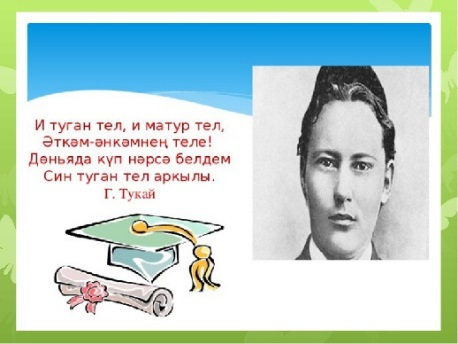 И туган тел, и матур тел,
Әткәм-әнкәмнең теле!
Дөньяда күп нәрсә белдем
Син туган тел аркылы.
Г. Тукай